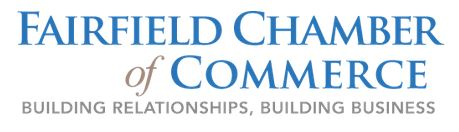 FAIRFIELD CHAMBER
of COMMERCE
BUILDING RELATIONSHIPS, BUILDING BUSINESS